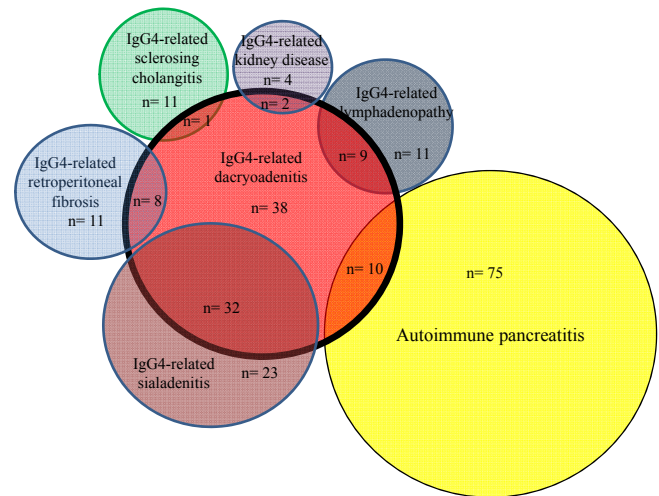 IgG4-related
sclerosing
cholangitis
n= 11
n= 1
IgG4-related
kidney disease
n= 4
n= 2
IgG4-related
lymphadenopathy
n= 9
n= 11
IgG4-related
retroperitoneal
fibrosis
n= 11
n= 8
IgG4-related
dacryoadenitis
n= 38
n= 10
n= 75
Autoimmune pancreatitis
n= 32
IgG4-related
sialadenitis
n= 23